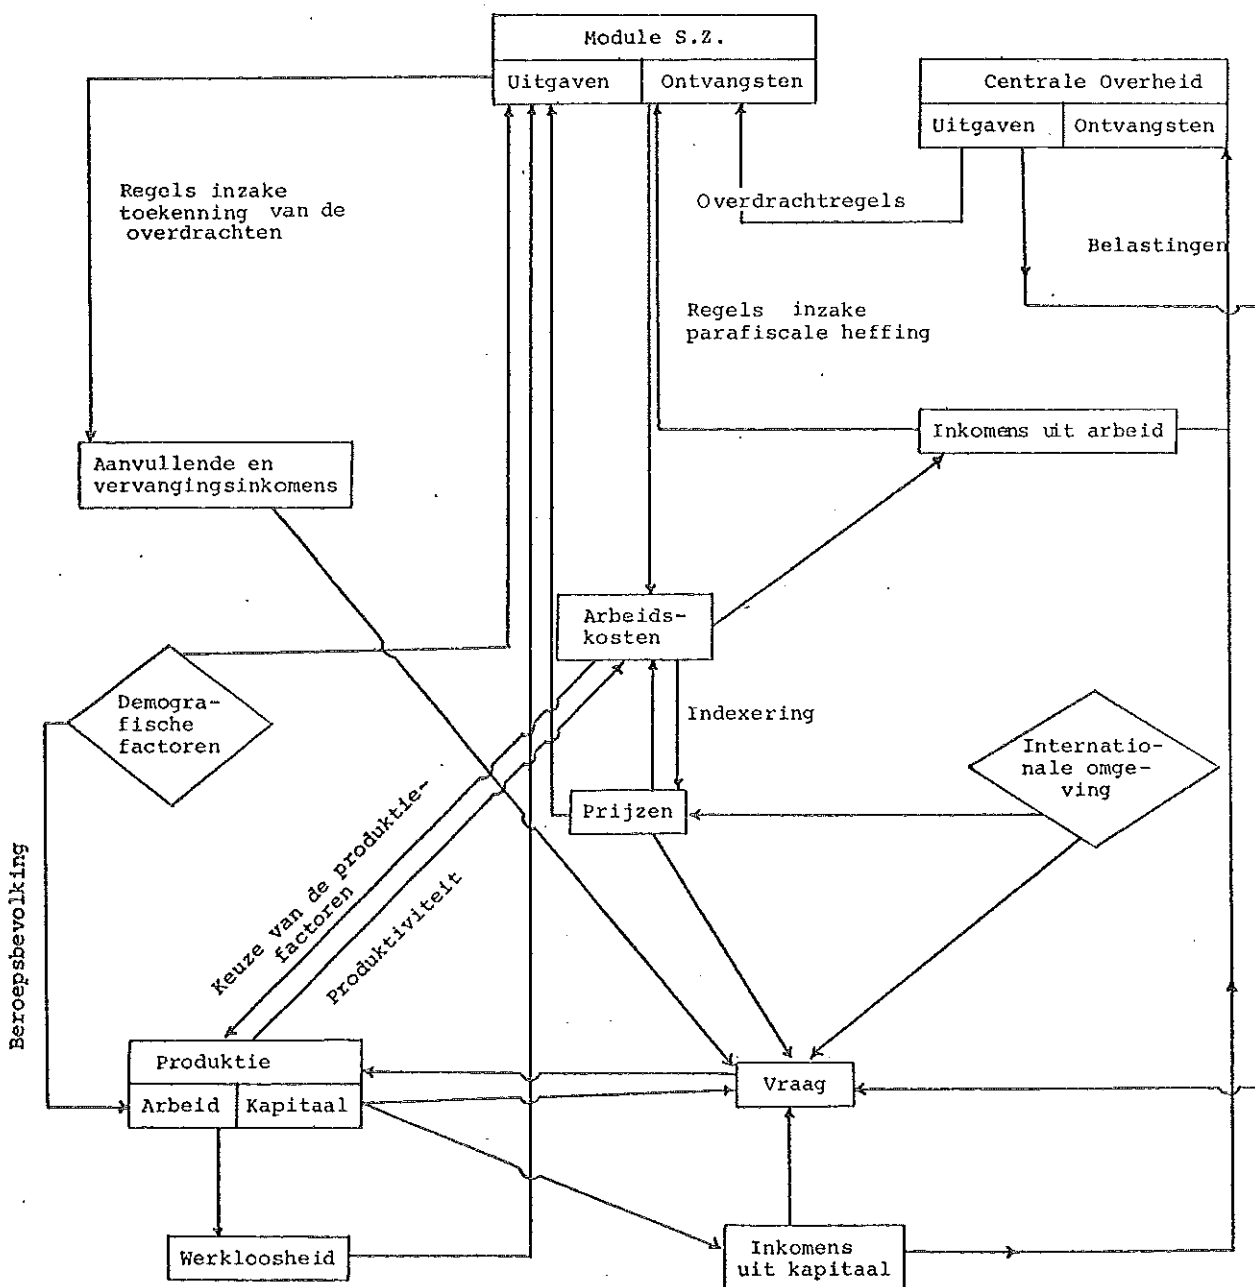 Module S.Z.
Uitgaven
Ontvangsten
Centrale Overheid
Uitgaven
Ontvangsten
Regels inzake
toekenning van de
overdrachten
Overdrachtregels
Belastingen
Regels inzake
parafiscale heffing
Inkomens uit arbeid
Aanvullende en
vervangingsinkomens
Arbeids-
kosten
Demogra-
fische
factoren
Indexering
Internatio-
nale omge-
ving
Prijzen
Beroepsbevolking
Keuze van de produktie-
factoren
Produktiviteit
Produktie
Arbeid
Kapitaal
Vraag
Werkloosheid
Inkomens
uit kapitaal